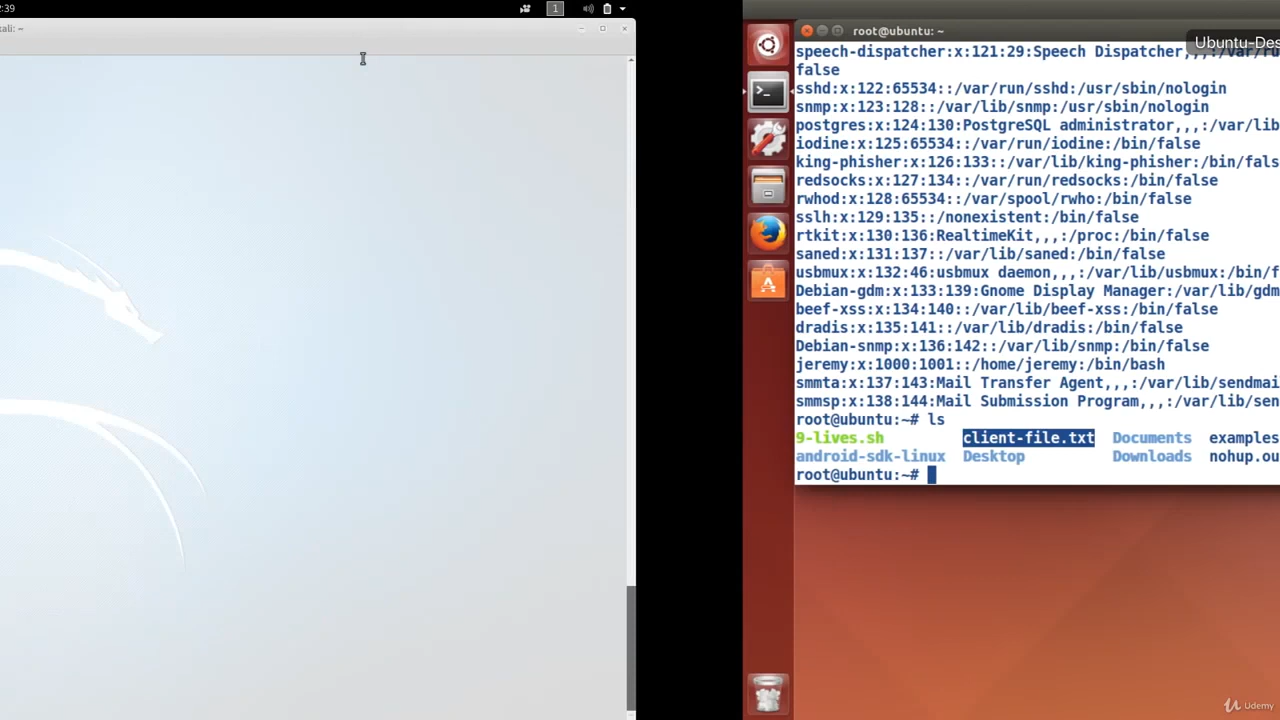 :39
1
ali: ~
root@ubuntu: ~
Ubuntu-Des
speech-dispatcher:x:121:29:Speech Dispatcher,,,:/var/ru
false
sshd:x:122:65534::/var/run/sshd:/usr/sbin/nologin
snmp:x:123:128::/var/lib/snmp:/usr/sbin/nologin
postgres:x:124:130:PostgreSQL administrator,,,:/var/lib
iodine:x:125:65534::/var/run/iodine:/bin/false
king-phisher:x:126:133::/var/lib/king-phisher:/bin/fals
redsocks:x:127:134::/var/run/redsocks:/bin/false
rwhod:x:128:65534::/var/spool/rwho:/bin/false
sslh:x:129:135::/nonexistent:/bin/false
rtkit:x:130:136:RealtimeKit,,,:/proc:/bin/false
saned:x:131:137::/var/lib/saned:/bin/false
usbmux:x:132:46:usbmux daemon,,,:/var/lib/usbmux:/bin/f
Debian-gdm:x:133:139:Gnome Display Manager:/var/lib/gdm
beef-xss:x:134:140::/var/lib/beef-xss:/bin/false
dradis:x:135:141::/var/lib/dradis:/bin/false
Debian-snmp:x:136:142::/var/lib/snmp:/bin/false
jeremy:x:1000:1001::/home/jeremy:/bin/bash
smmta:x:137:143:Mail Transfer Agent,,,:/var/lib/sendmai
smmsp:x:138:144:Mail Submission Program,,,:/var/lib/sen
root@ubuntu:~# ls
9-lives.sh client-file.txt Documents examples
android-sdk-linux Desktop Downloads nohup.ou
root@ubuntu:~#
Udemy